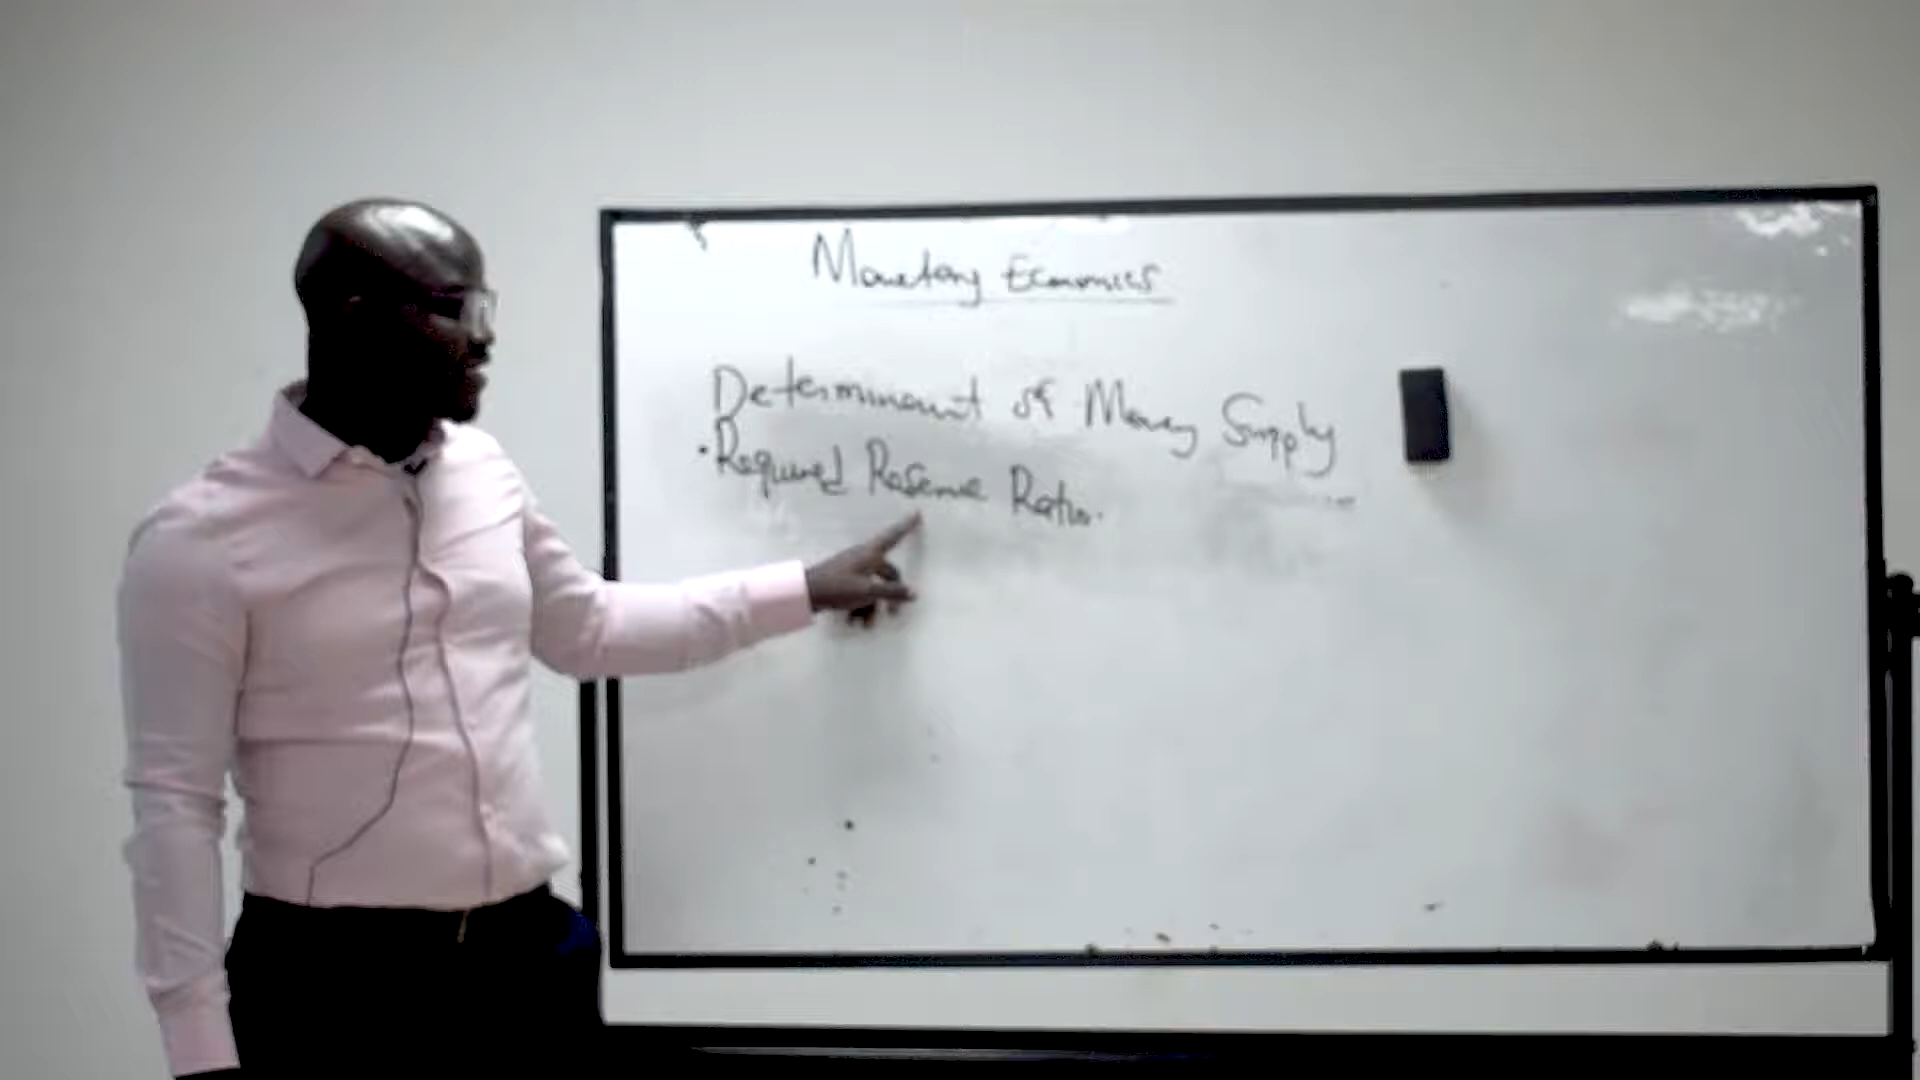 Monetary Economics
Determinant of Money Supply
• Required Reserve Ratio.